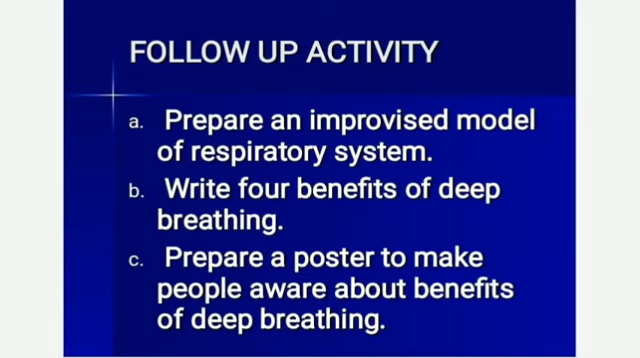 FOLLOW UP ACTIVITY
a. Prepare an improvised model
of respiratory system.
b. Write four benefits of deep
breathing.
c. Prepare a poster to make
people aware about benefits
of deep breathing.